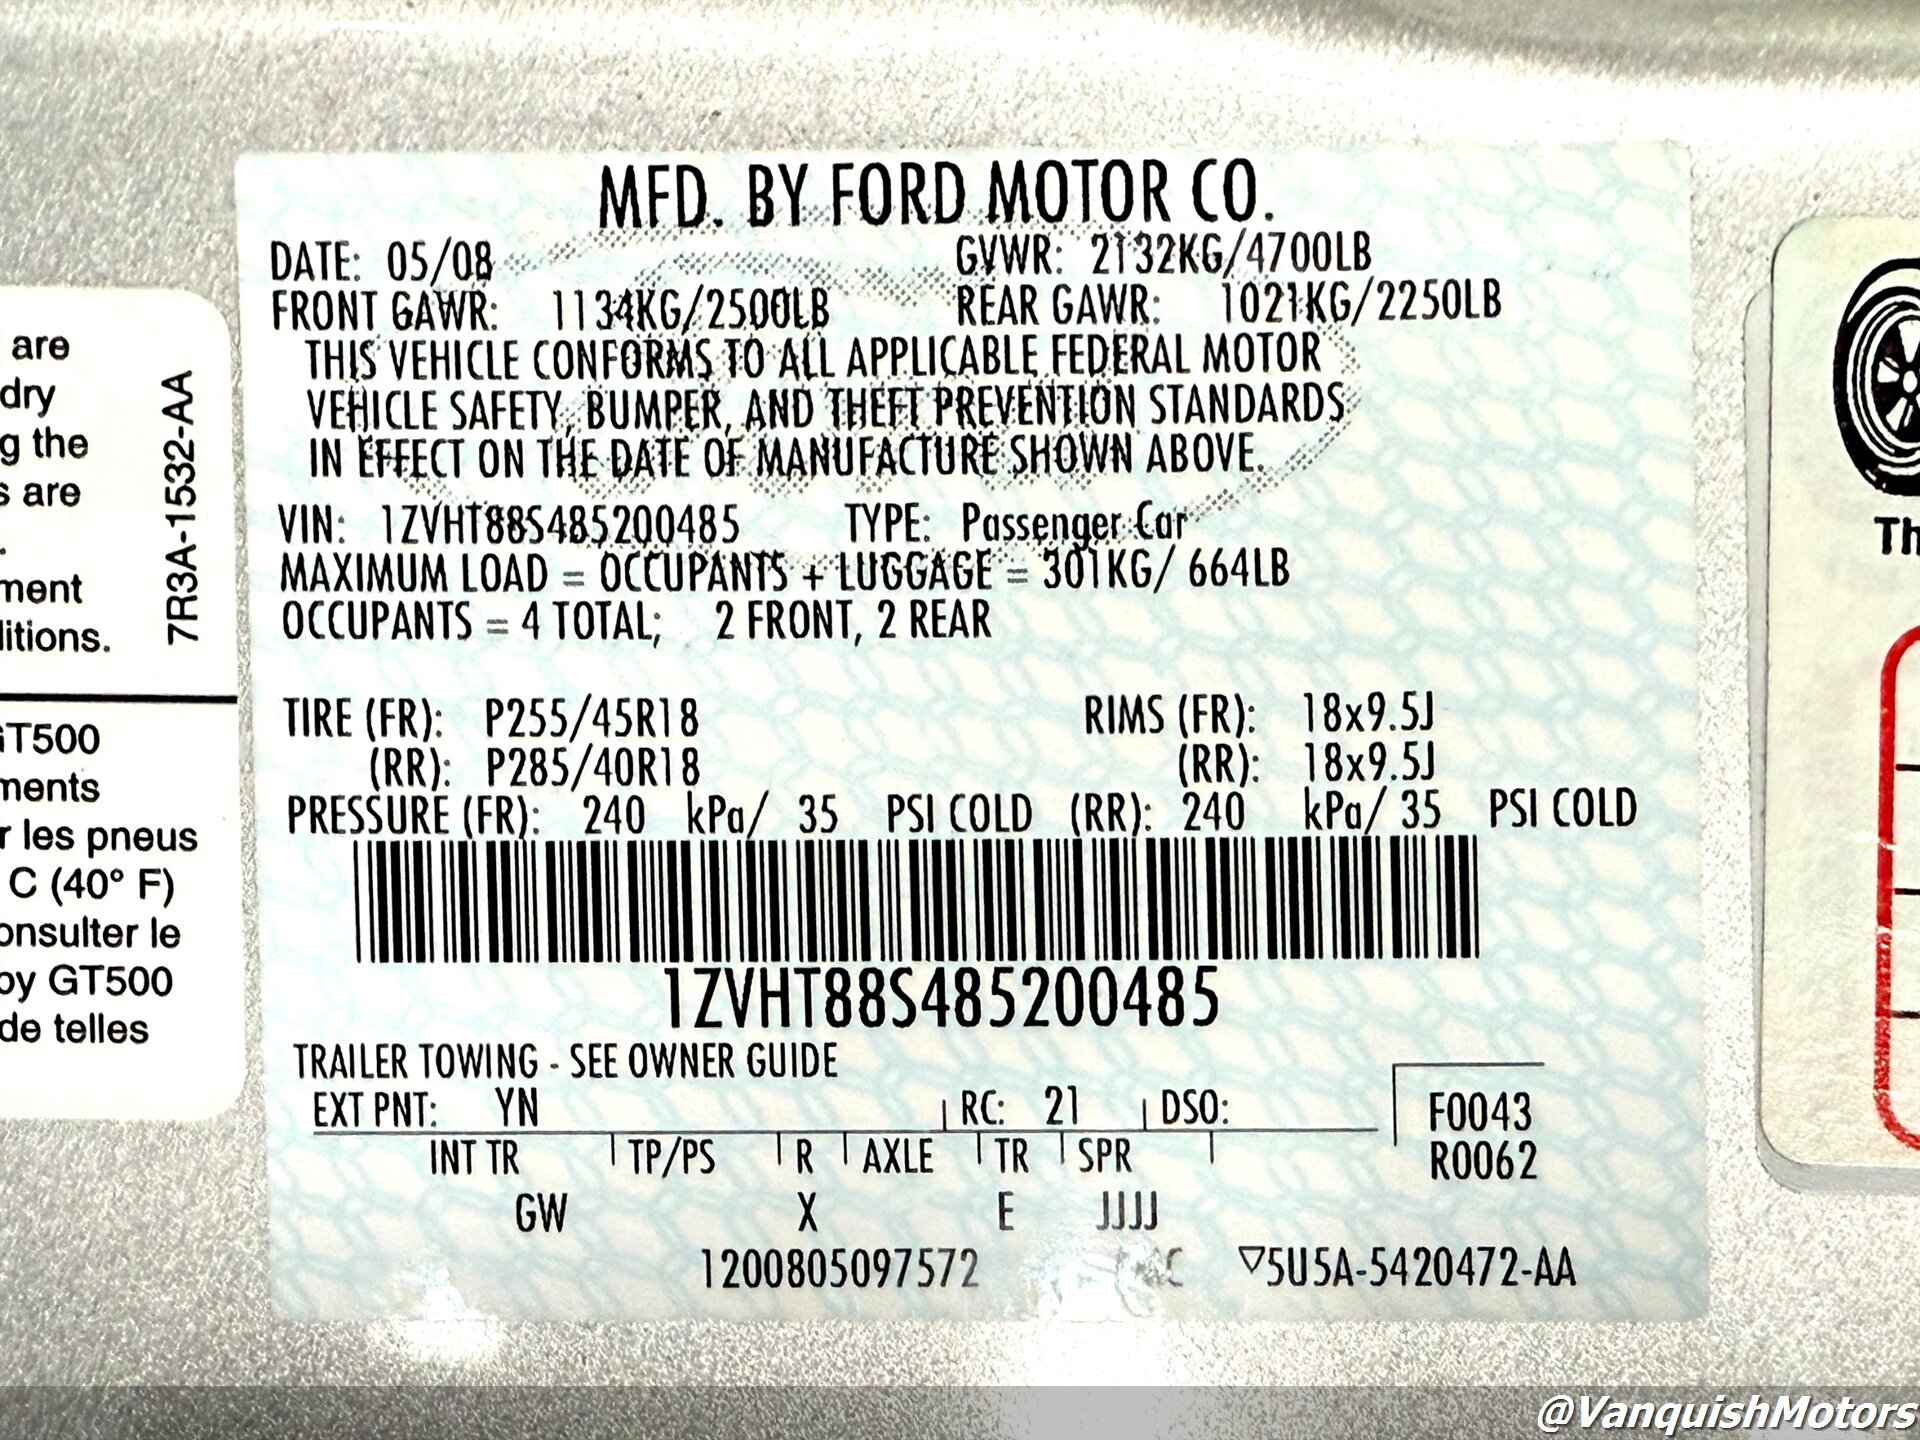 are
dry
g the
s are
.
ment
litions.
7R3A-1532-AA
GT500
ments
r les pneus
C (40° F)
onsulter le
by GT500
de telles
MFD. BY FORD MOTOR CO.
DATE: 05/08 GVWR: 2132KG/4700LB
FRONT GAWR: 1134KG/2500LB REAR GAWR: 1021KG/2250LB
THIS VEHICLE CONFORMS TO ALL APPLICABLE FEDERAL MOTOR
VEHICLE SAFETY, BUMPER, AND THEFT PREVENTION STANDARDS
IN EFFECT ON THE DATE OF MANUFACTURE SHOWN ABOVE.
VIN: 1ZVHT88S485200485 TYPE: Passenger Car
MAXIMUM LOAD = OCCUPANTS + LUGGAGE = 301KG/ 664LB
OCCUPANTS = 4 TOTAL; 2 FRONT, 2 REAR
TIRE (FR): P255/45R18 RIMS (FR): 18x9.5J
(RR): P285/40R18 (RR): 18x9.5J
PRESSURE (FR): 240 kPa/ 35 PSI COLD (RR): 240 kPa/ 35 PSI COLD
1ZVHT88S485200485
TRAILER TOWING - SEE OWNER GUIDE
EXT PNT: YN RC: 21 DSO: F0043
INT TR TP/PS R AXLE TR SPR R0062
GW X E JJJJ
1200805097572 ▽5U5A-5420472-AA
Th
@VanquishMotors